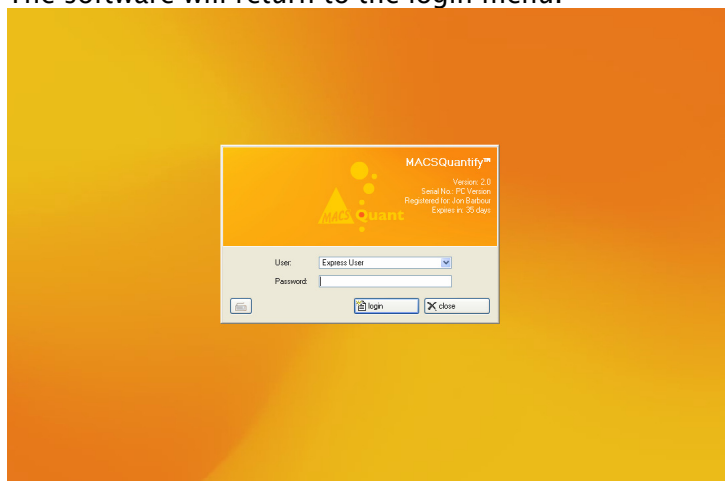 The software will return to the login menu.
MACSQuantify™
Version: 2.0
Serial No.: PC Version
Registered for: Jon Barbour
Expires in: 35 days
MACS Quant
User: Express User
Password:
login close